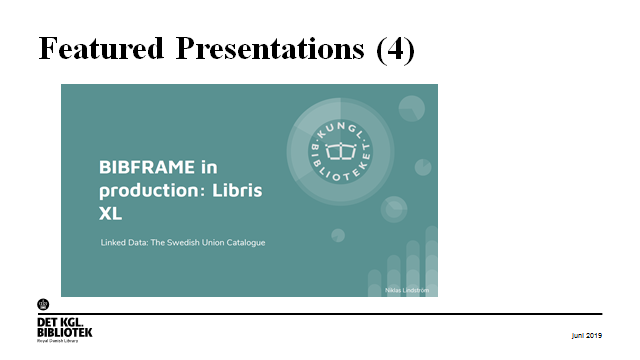 Featured Presentations (4)
KUNGL·
BIBLIOTEKET·
BIBFRAME in
production: Libris
XL
Linked Data: The Swedish Union Catalogue
Niklas Lindström
DET KGL.
BIBLIOTEK
Royal Danish Library
juni 2019